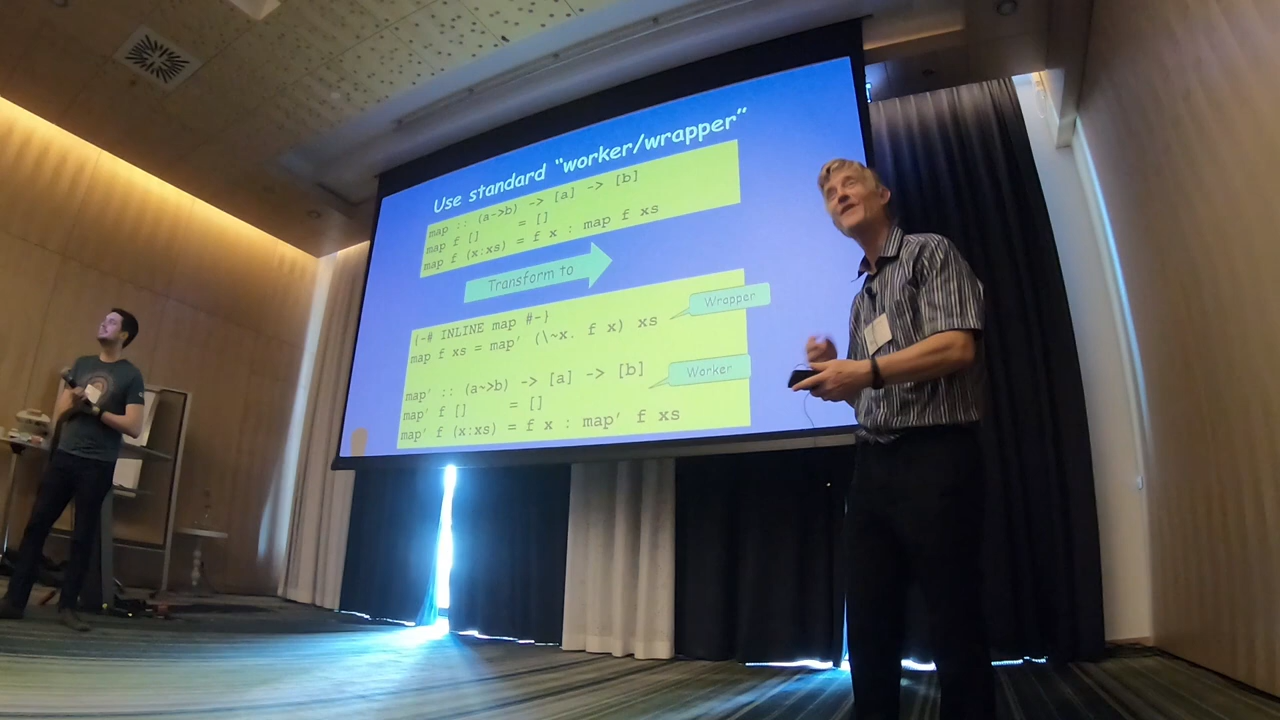 Use standard “worker/wrapper”
map :: (a->b) -> [a] -> [b]
map f [] = []
map f (x:xs) = f x : map f xs
Transform to
{-# INLINE map #-}
map f xs = map’ (\~x. f x) xs
Wrapper
map’ :: (a~>b) -> [a] -> [b]
Worker
map’ f [] = []
map’ f (x:xs) = f x : map’ f xs